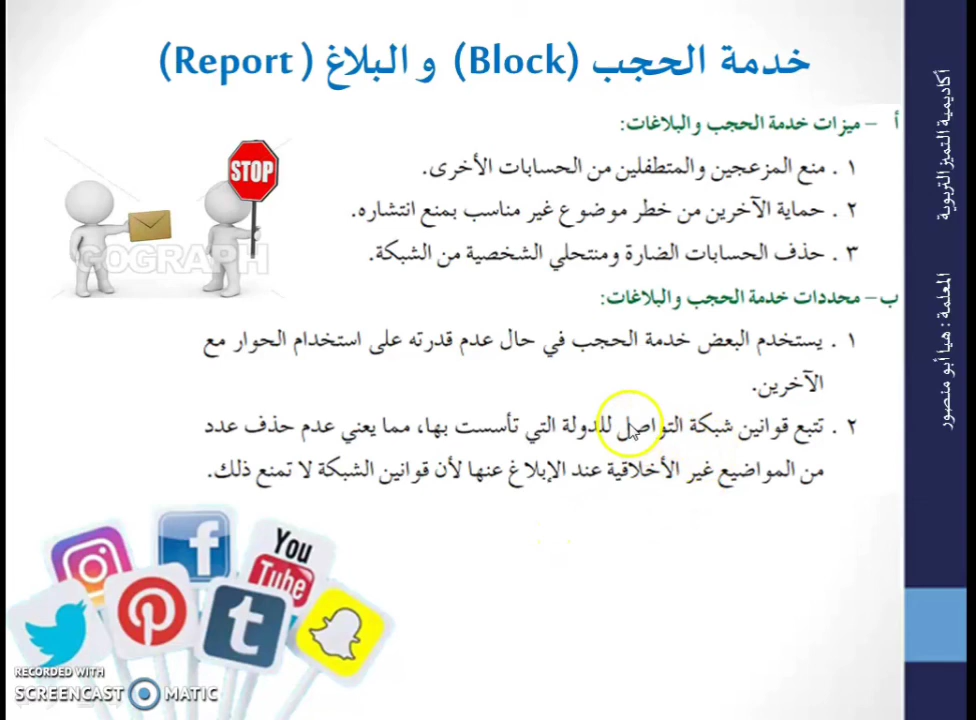 خدمة الحجب (Block) و البلاغ (Report)
أ - ميزات خدمة الحجب والبلاغات:
١ . منع المزعجين والمتطفلين من الحسابات الأخرى.
٢ . حماية الآخرين من خطر موضوع غير مناسب بمنع انتشاره.
٣ . حذف الحسابات الضارة ومنتحلي الشخصية من الشبكة.
ب- محددات خدمة الحجب والبلاغات:
١ . يستخدم البعض خدمة الحجب في حال عدم قدرته على استخدام الحوار مع
الآخرين.
٢ . تتبع قوانين شبكة التواصل للدولة التي تأسست بها، مما يعني عدم حذف عدد
من المواضيع غير الأخلاقية عند الإبلاغ عنها لأن قوانين الشبكة لا تمنع ذلك.
STOP
GOGRAPH
You
Tube
RECORDED WITH
SCREENCAST MATIC
أكاديمية التميز التربوية
المعلمة : هيا أبو منصور